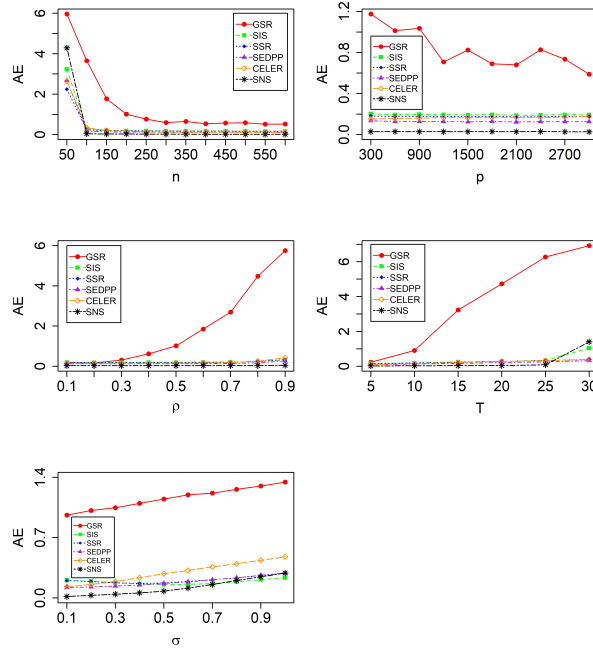 AE
6
4
2
0
GSR
SIS
SSR
SEDPP
CELER
SNS
50 150 250 350 450 550
n
AE
1.2
0.8
0.4
0.0
GSR
SIS
SSR
SEDPP
CELER
SNS
300 900 1500 2100 2700
p
AE
6
4
2
0
GSR
SIS
SSR
SEDPP
CELER
SNS
0.1 0.3 0.5 0.7 0.9
ρ
AE
6
4
2
0
GSR
SIS
SSR
SEDPP
CELER
SNS
5 10 15 20 25 30
T
AE
1.4
0.7
0.0
GSR
SIS
SSR
SEDPP
CELER
SNS
0.1 0.3 0.5 0.7 0.9
σ